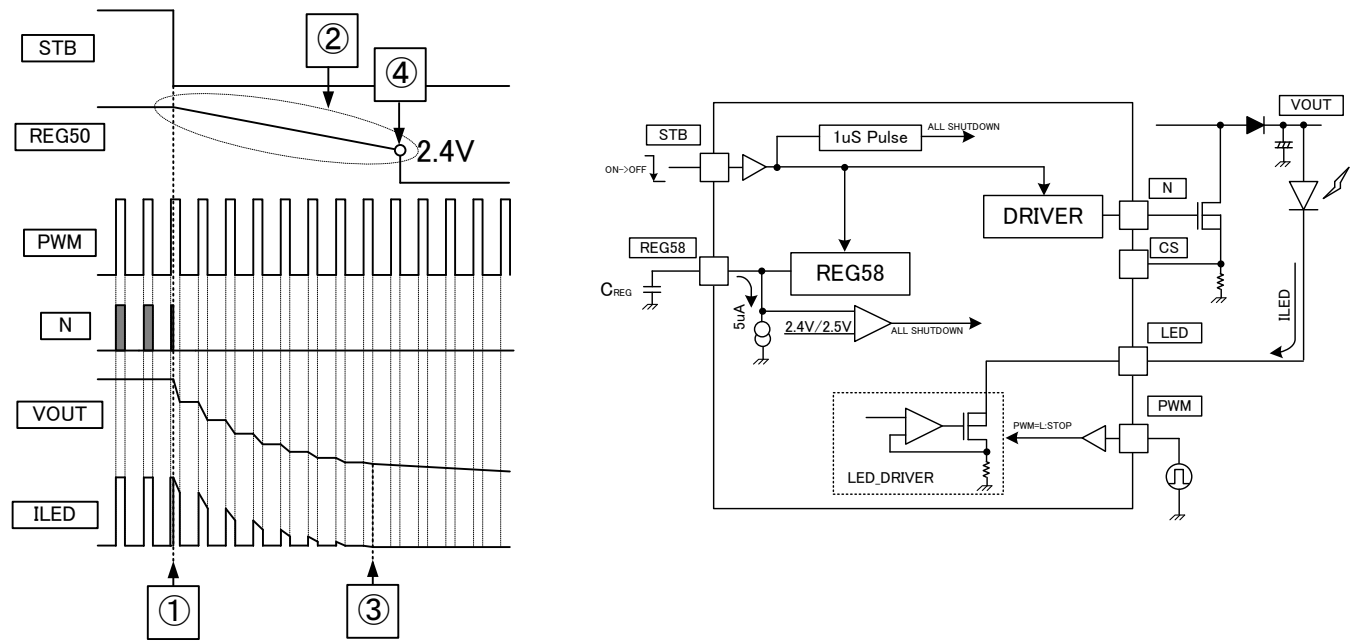 STB
②
④
REG50
2.4V
PWM
N
VOUT
ILED
①
③
VOUT
STB
1uS Pulse
ALL SHUTDOWN
ON->OFF
N
DRIVER
CS
REG58
REG58
CREG
5uA
2.4V/2.5V
ALL SHUTDOWN
ILED
LED
PWM
PWM=L:STOP
LED_DRIVER